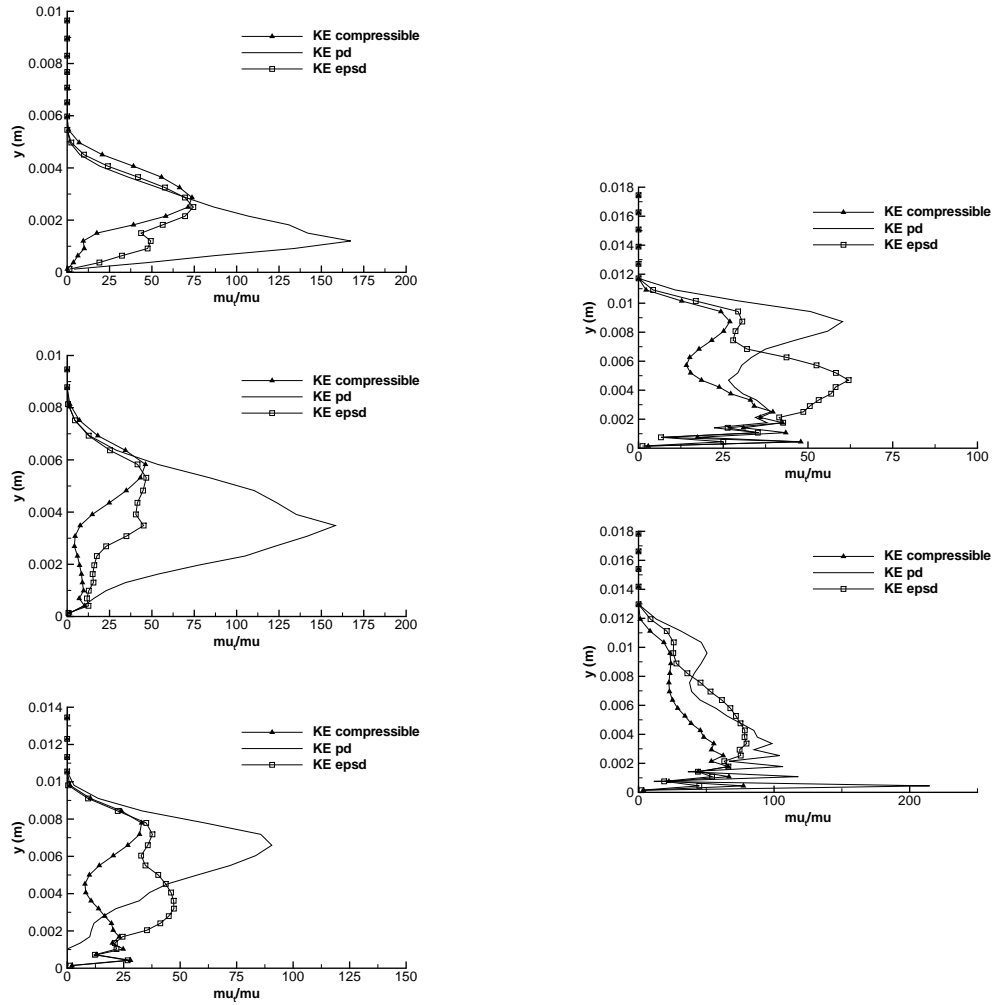 0.01
KE compressible
KE pd
KE epsd
0.008
0.006
y (m)
0.004
0.002
0
0 25 50 75 100 125 150 175 200
mut/mu
0.01
KE compressible
KE pd
KE epsd
0.008
0.006
y (m)
0.004
0.002
0
0 25 50 75 100 125 150 175 200
mut/mu
0.014
KE compressible
KE pd
KE epsd
0.012
0.01
0.008
y (m)
0.006
0.004
0.002
0
0 25 50 75 100 125 150 175 200
mut/mu
0.018
KE compressible
KE pd
KE epsd
0.016
0.014
0.012
0.01
y (m)
0.008
0.006
0.004
0.002
0
0 25 50 75 100
mut/mu
0.018
KE compressible
KE pd
KE epsd
0.016
0.014
0.012
0.01
y (m)
0.008
0.006
0.004
0.002
0
0 100 200
mut/mu